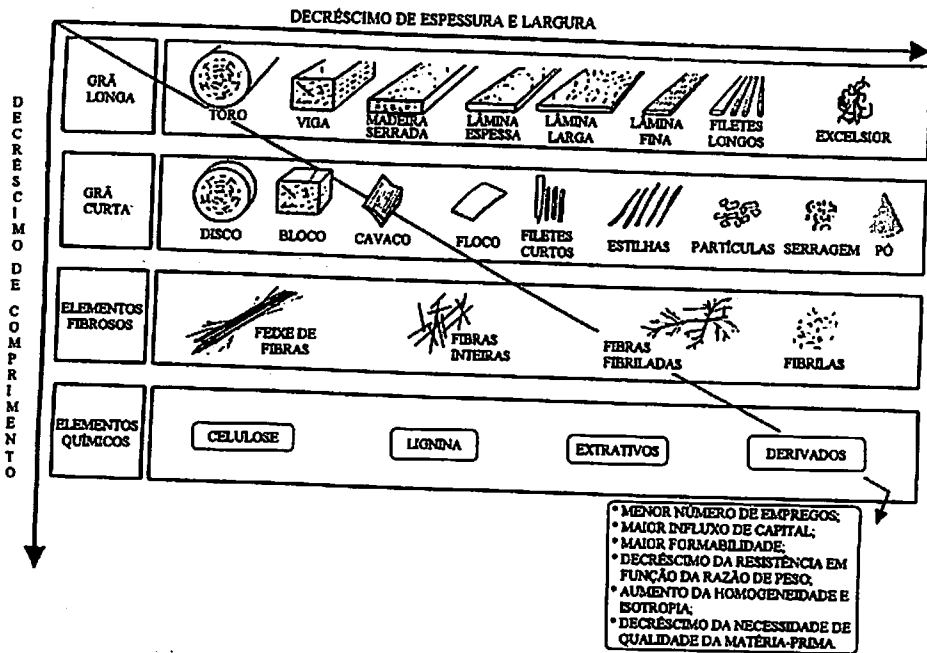 DECRÉSCIMO DE ESPESSURA E LARGURA
DECRÉSCIMO DE COMPRIMENTO
GRÃ
LONGA
TORO
VIGA
MADEIRA
SERRADA
LÂMINA
ESPESSA
LÂMINA
LARGA
LÂMINA
FINA
FILETES
LONGOS
EXCELSIOR
GRÃ
CURTA
DISCO
BLOCO
CAVACO
FLOCO
FILETES
CURTOS
ESTILHAS
PARTÍCULAS
SERRAGEM
PÓ
ELEMENTOS
FIBROSOS
FEIXE DE
FIBRAS
FIBRAS
INTEIRAS
FIBRAS
FIBRILADAS
FIBRILAS
ELEMENTOS
QUÍMICOS
CELULOSE
LIGNINA
EXTRATIVOS
DERIVADOS
* MENOR NÚMERO DE EMPREGOS;
* MAIOR INFLUXO DE CAPITAL;
* MAIOR FORMABILIDADE;
* DECRÉSCIMO DA RESISTÊNCIA EM
FUNÇÃO DA RAZÃO DE PESO;
* AUMENTO DA HOMOGENEIDADE E
ISOTROPIA;
* DECRÉSCIMO DA NECESSIDADE DE
QUALIDADE DA MATÉRIA-PRIMA.